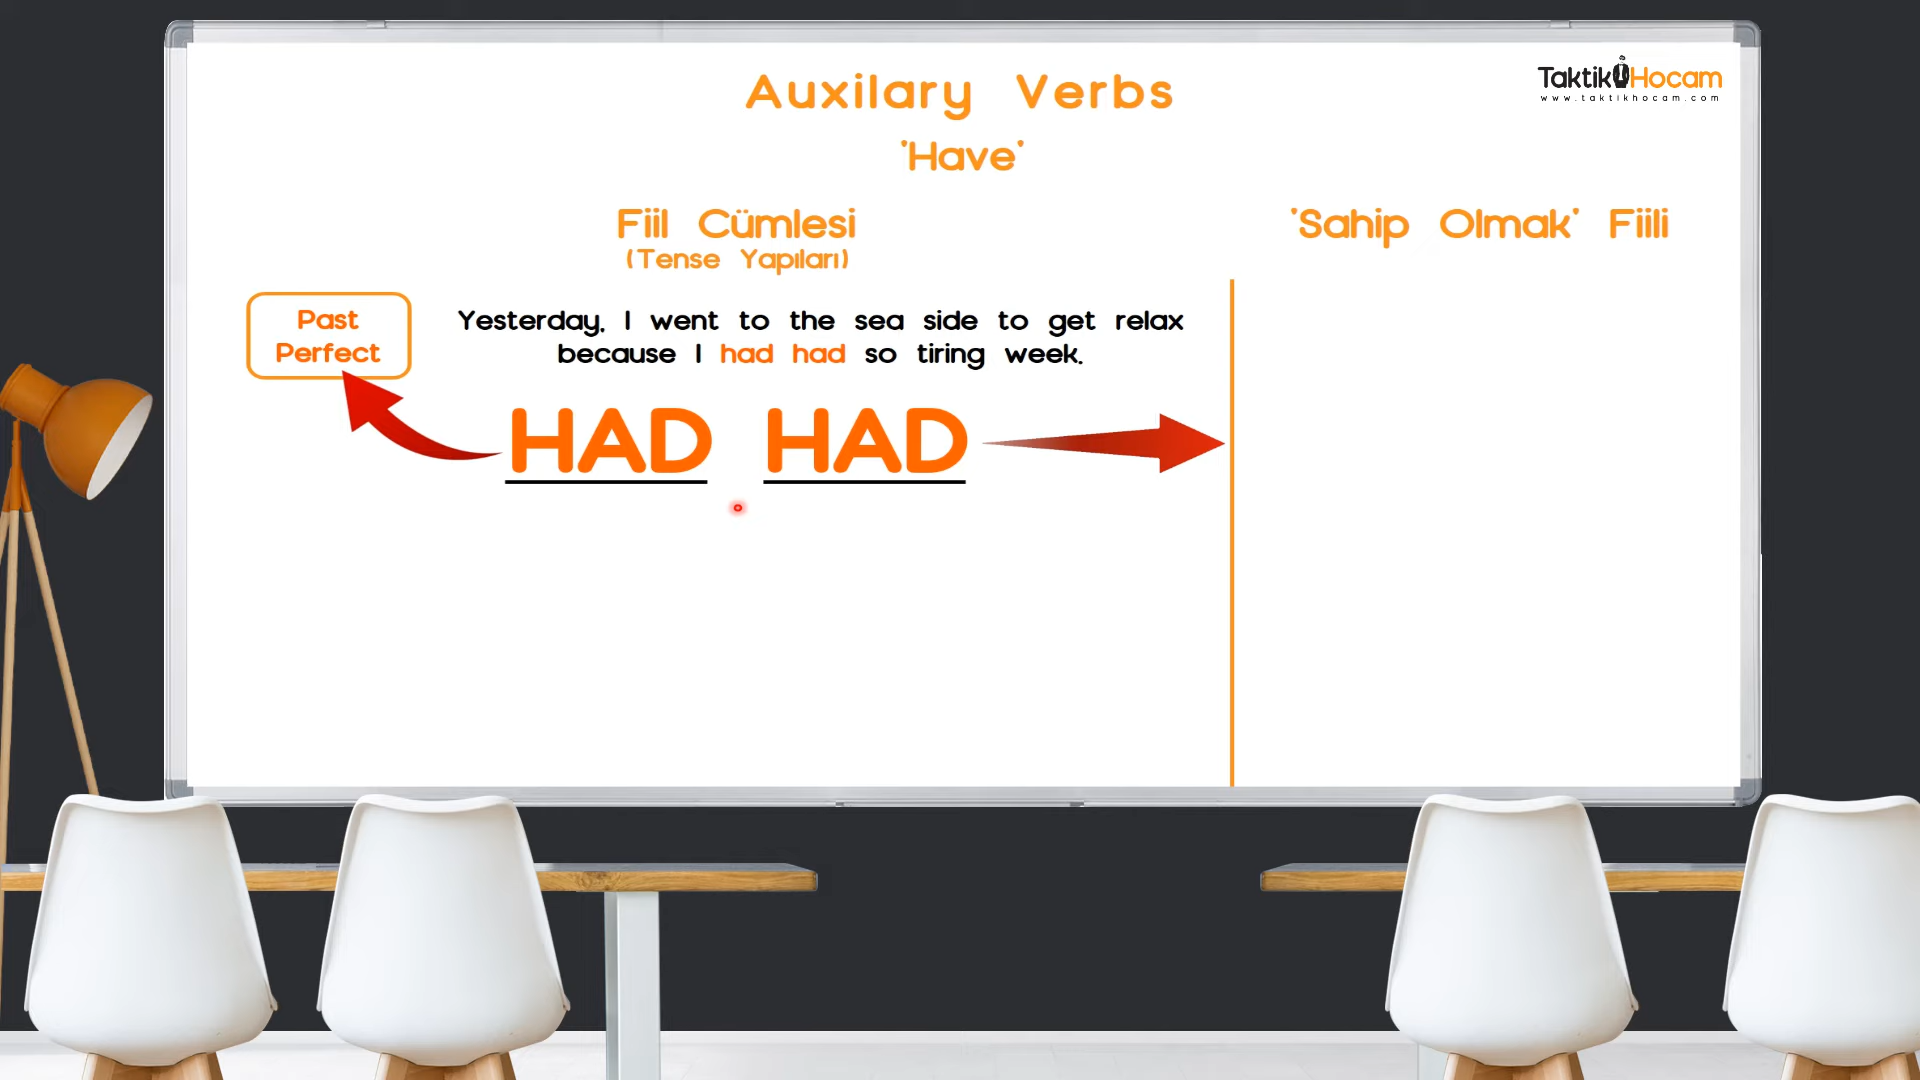 Auxilary Verbs
'Have'
TaktikHocam
www.taktikhocam.com
Fiil Cümlesi
(Tense Yapıları)
'Sahip Olmak' Fiili
Past
Perfect
Yesterday, I went to the sea side to get relax
because I had had so tiring week.
HAD HAD